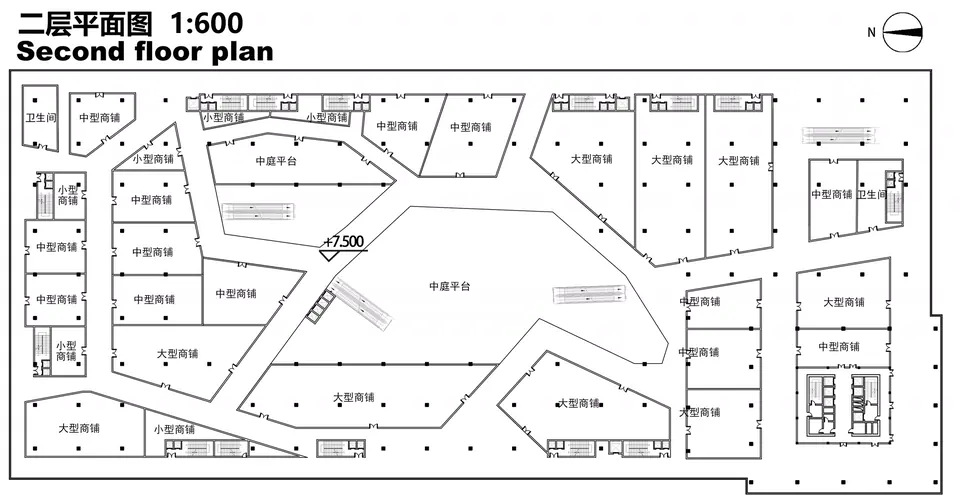 二层平面图 1:600
Second floor plan
N
卫生间
中型商铺
小型商铺
小型商铺
中型商铺
中型商铺
小型商铺
中庭平台
大型商铺
大型商铺
大型商铺
小型
商铺
中型商铺
中型商铺
卫生间
+7.500
中型商铺
中型商铺
中型商铺
中型商铺
中型商铺
中型商铺
中庭平台
中型商铺
大型商铺
小型
商铺
大型商铺
中型商铺
中型商铺
大型商铺
大型商铺
大型商铺
大型商铺
小型商铺